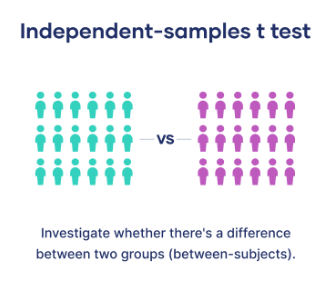 Independent-samples t test
vs
Investigate whether there's a difference
between two groups (between-subjects).